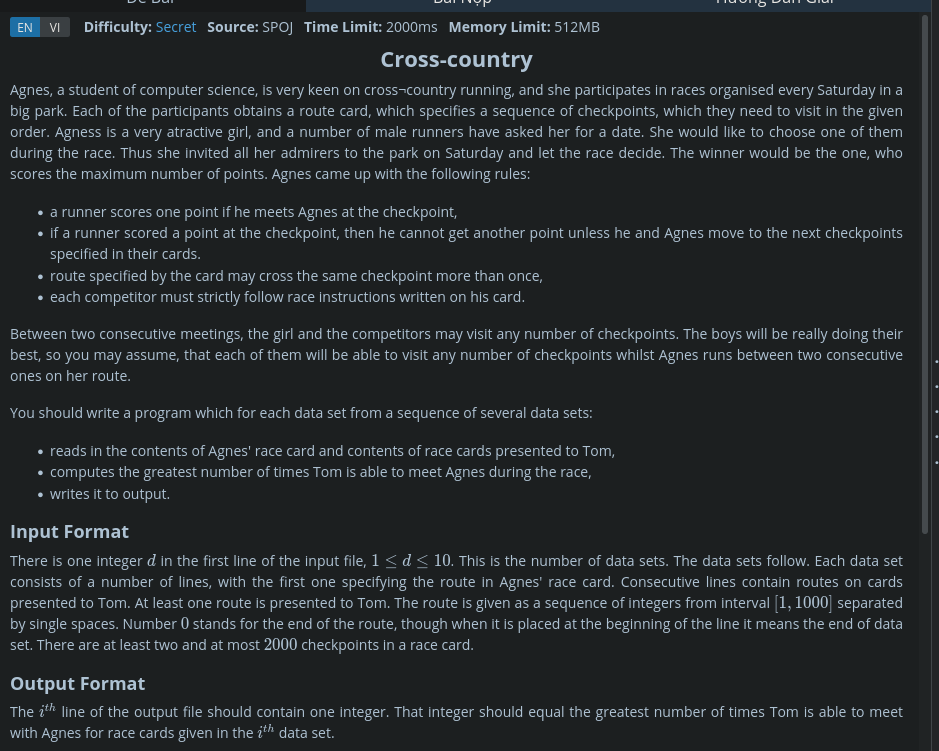 Đề Bài Bài Nộp Hướng Dẫn Giải
EN VI Difficulty: Secret Source: SPOJ Time Limit: 2000ms Memory Limit: 512MB
Cross-country
Agnes, a student of computer science, is very keen on cross¬country running, and she participates in races organised every Saturday in a
big park. Each of the participants obtains a route card, which specifies a sequence of checkpoints, which they need to visit in the given
order. Agness is a very atractive girl, and a number of male runners have asked her for a date. She would like to choose one of them
during the race. Thus she invited all her admirers to the park on Saturday and let the race decide. The winner would be the one, who
scores the maximum number of points. Agnes came up with the following rules:
• a runner scores one point if he meets Agnes at the checkpoint,
• if a runner scored a point at the checkpoint, then he cannot get another point unless he and Agnes move to the next checkpoints
specified in their cards.
• route specified by the card may cross the same checkpoint more than once,
• each competitor must strictly follow race instructions written on his card.
Between two consecutive meetings, the girl and the competitors may visit any number of checkpoints. The boys will be really doing their
best, so you may assume, that each of them will be able to visit any number of checkpoints whilst Agnes runs between two consecutive
ones on her route.
You should write a program which for each data set from a sequence of several data sets:
• reads in the contents of Agnes' race card and contents of race cards presented to Tom,
• computes the greatest number of times Tom is able to meet Agnes during the race,
• writes it to output.
Input Format
There is one integer d in the first line of the input file, 1 ≤ d ≤ 10. This is the number of data sets. The data sets follow. Each data set
consists of a number of lines, with the first one specifying the route in Agnes' race card. Consecutive lines contain routes on cards
presented to Tom. At least one route is presented to Tom. The route is given as a sequence of integers from interval [1, 1000] separated
by single spaces. Number 0 stands for the end of the route, though when it is placed at the beginning of the line it means the end of data
set. There are at least two and at most 2000 checkpoints in a race card.
Output Format
The iᵗʰ line of the output file should contain one integer. That integer should equal the greatest number of times Tom is able to meet
with Agnes for race cards given in the iᵗʰ data set.